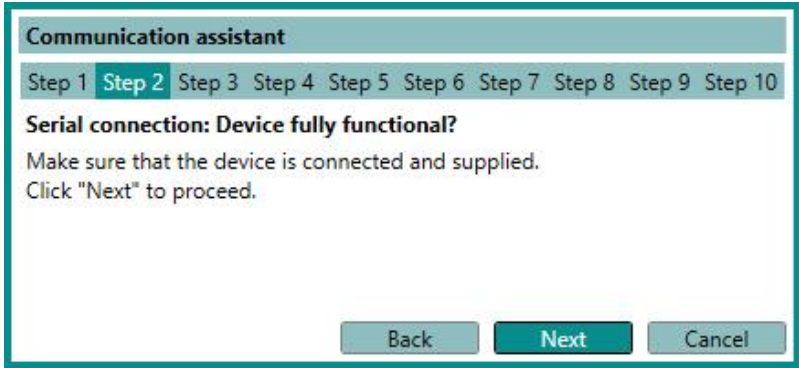 Communication assistant
Step 1 Step 2 Step 3 Step 4 Step 5 Step 6 Step 7 Step 8 Step 9 Step 10
Serial connection: Device fully functional?
Make sure that the device is connected and supplied.
Click "Next" to proceed.
Back Next Cancel